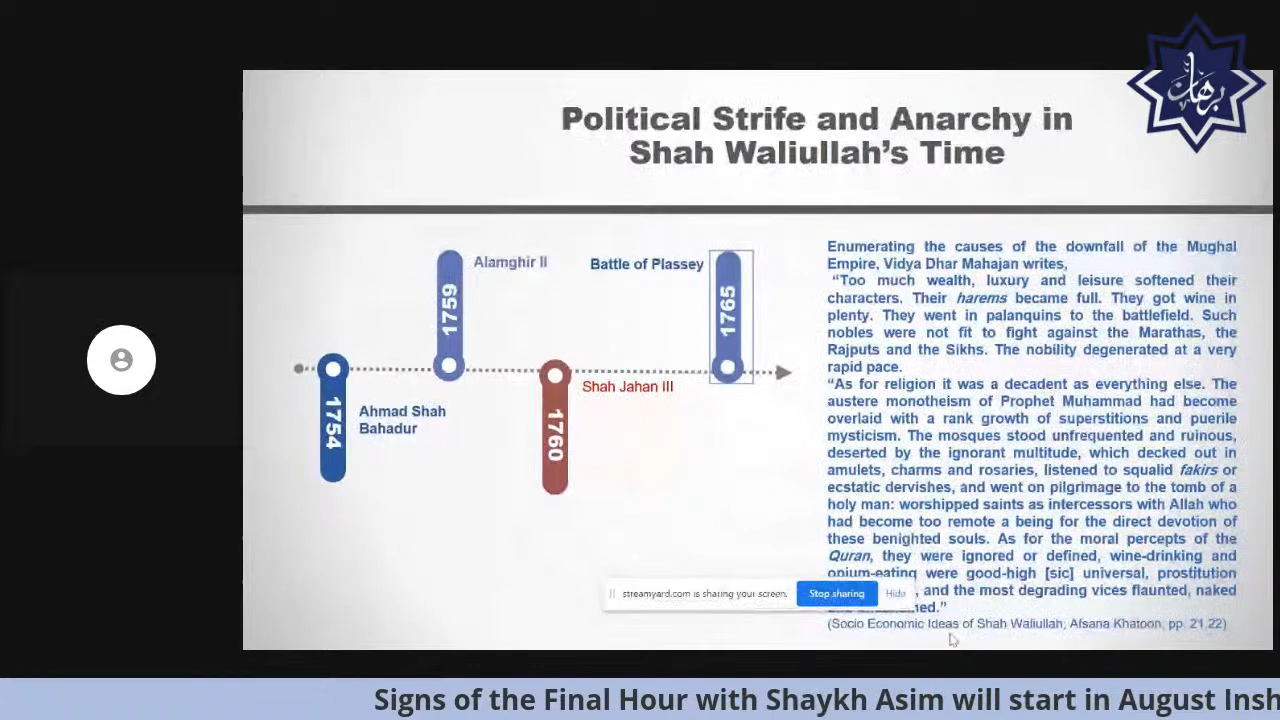 برهان
Political Strife and Anarchy in
Shah Waliullah's Time
Alamghir II
Battle of Plassey
1759
1765
Shah Jahan III
1754
Ahmad Shah
Bahadur
1760
Enumerating the causes of the downfall of the Mughal
Empire, Vidya Dhar Mahajan writes,
"Too much wealth, luxury and leisure softened their
characters. Their harems became full. They got wine in
plenty. They went in palanquins to the battlefield. Such
nobles were not fit to fight against the Marathas, the
Rajputs and the Sikhs. The nobility degenerated at a very
rapid pace.
"As for religion it was a decadent as everything else. The
austere monotheism of Prophet Muhammad had become
overlaid with a rank growth of superstitions and puerile
mysticism. The mosques stood unfrequented and ruinous,
deserted by the ignorant multitude, which decked out in
amulets, charms and rosaries, listened to squalid fakirs or
ecstatic dervishes, and went on pilgrimage to the tomb of a
holy man: worshipped saints as intercessors with Allah who
had become too remote a being for the direct devotion of
these benighted souls. As for the moral percepts of the
Quran, they were ignored or defined, wine-drinking and
opium-eating were good-high [sic] universal, prostitution
, and the most degrading vices flaunted, naked
(Socio Economic Ideas of Shah Waliullah, Afsana Khatoon, pp. 21,22)
streamyard.com is sharing your screen.
Stop sharing
Hide
Signs of the Final Hour with Shaykh Asim will start in August Insh